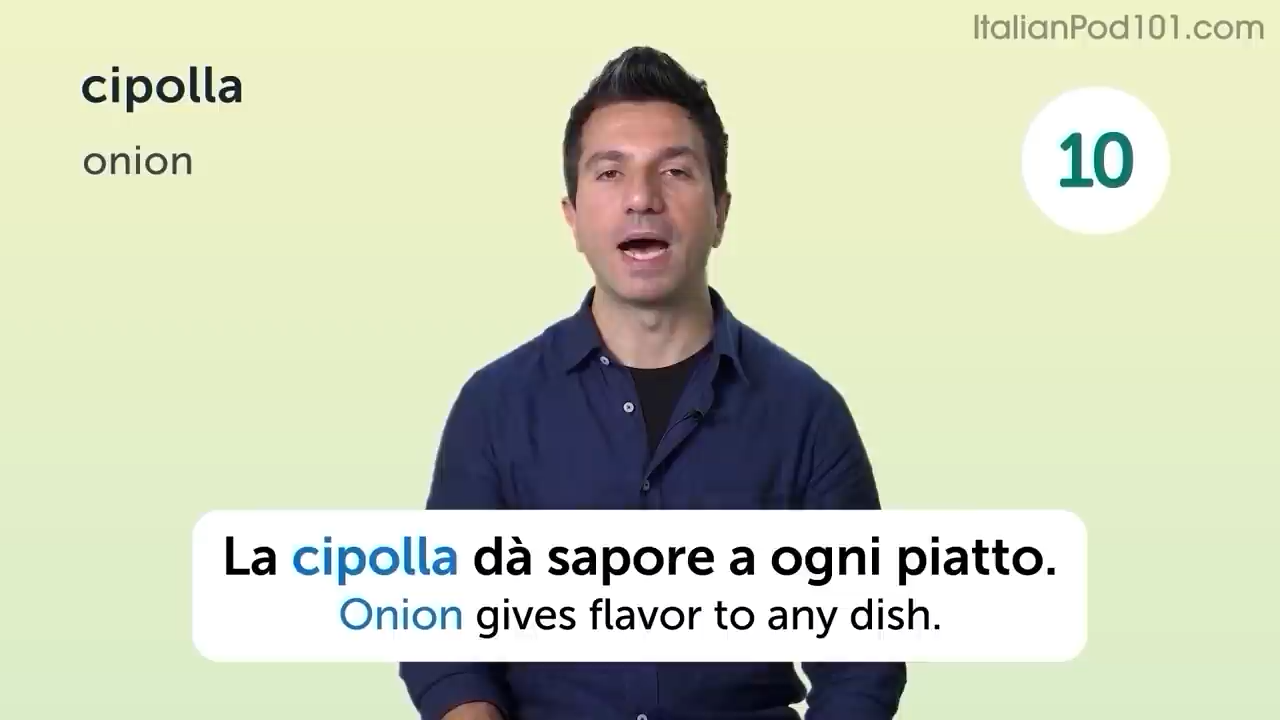 ItalianPod101.com
cipolla
onion
10
La cipolla dà sapore a ogni piatto.
Onion gives flavor to any dish.